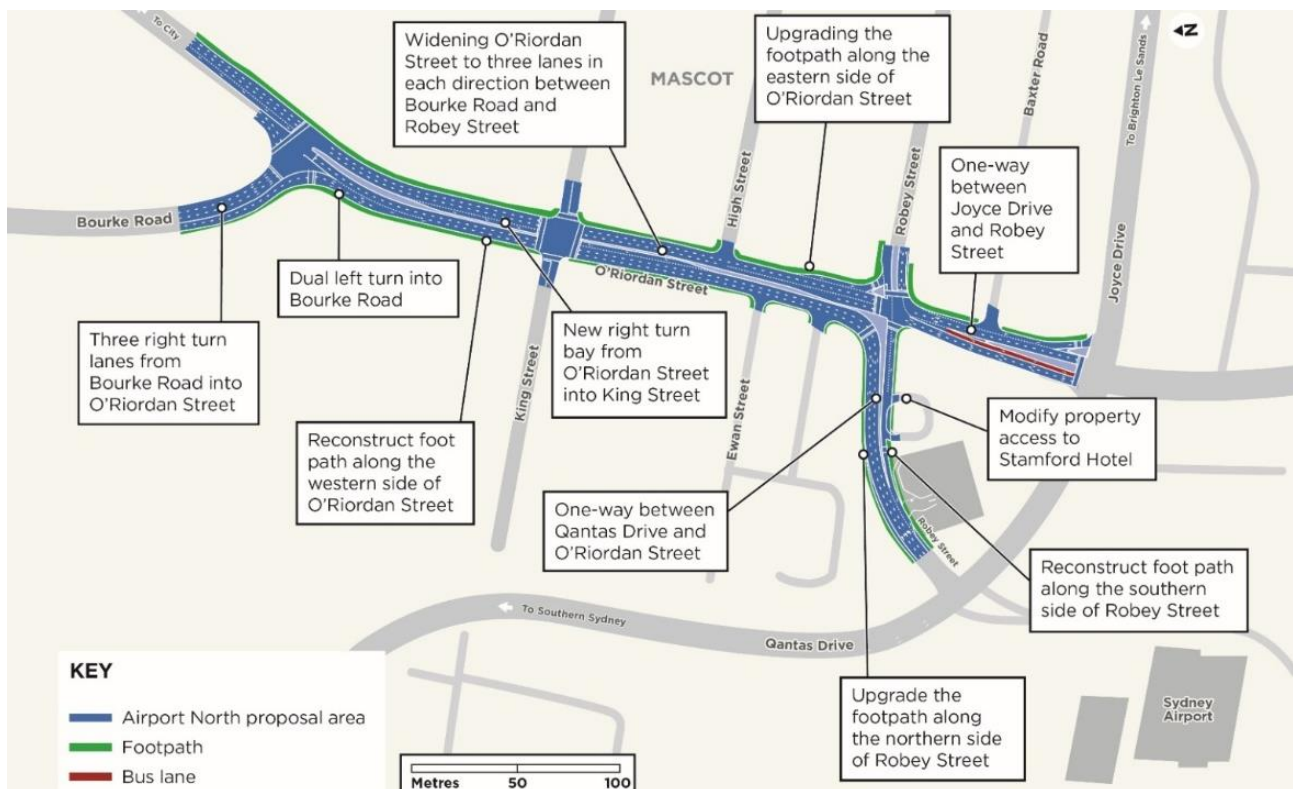 To City
Widening O'Riordan
Street to three lanes in
each direction between
Bourke Road and
Robey Street
MASCOT
Upgrading the
footpath along the
eastern side of
O'Riordan Street
Baxter Road
To Brighton Le Sands
N
High Street
Robey Street
One-way
between
Joyce Drive
and Robey
Street
Joyce Drive
Bourke Road
Dual left turn into
Bourke Road
O'Riordan Street
Three right turn
lanes from
Bourke Road into
O'Riordan Street
New right turn
bay from
O'Riordan Street
into King Street
King Street
Ewan Street
Reconstruct foot
path along the
western side of
O'Riordan Street
Modify property
access to
Stamford Hotel
One-way between
Qantas Drive and
O'Riordan Street
Robey Street
Reconstruct foot path
along the southern
side of Robey Street
To Southern Sydney
Qantas Drive
Upgrade the
footpath along
the northern side
of Robey Street
Sydney
Airport
KEY
Airport North proposal area
Footpath
Bus lane
Metres 50 100